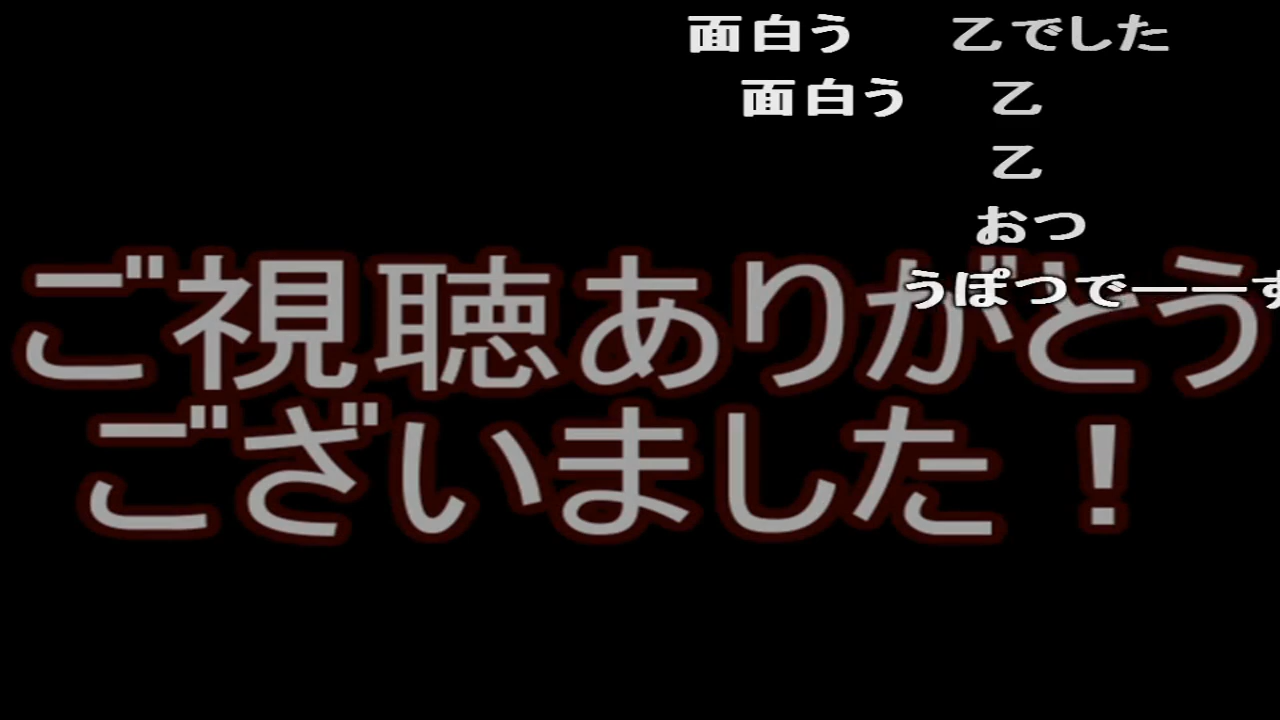 面白う 乙でした
面白う 乙
乙
おつ
うぽつでーーす
ご視聴ありがとう
ございました！